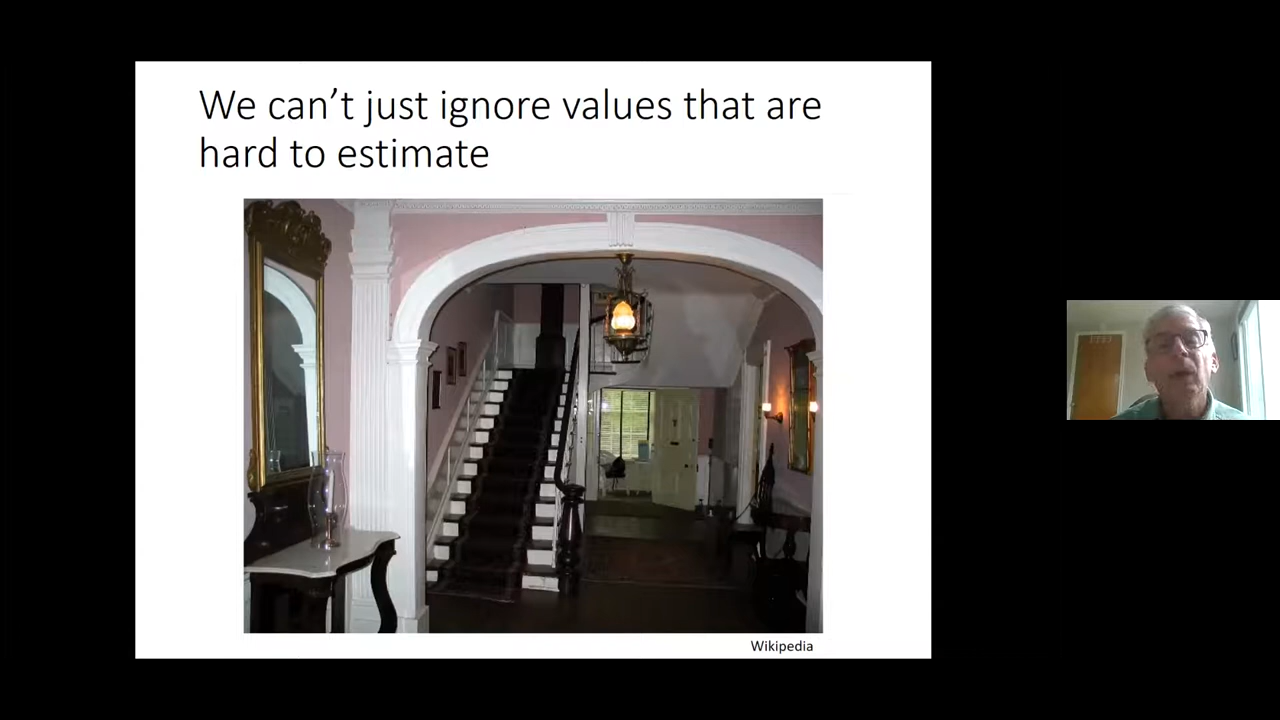 We can’t just ignore values that are
hard to estimate
Wikipedia